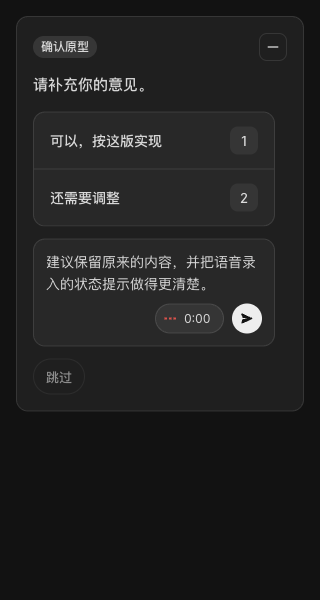 确认原型
请补充你的意见。
可以，按这版实现
1
还需要调整
2
建议保留原来的内容，并把语音录
入的状态提示做得更清楚。
0:00
跳过